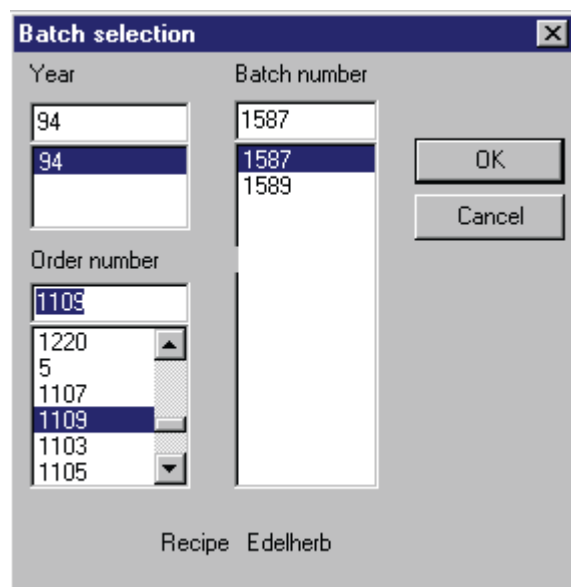 Batch selection
Year
94
94
Order number
1109
1220
5
1107
1109
1103
1105
Batch number
1587
1587
1589
OK
Cancel
Recipe Edelherb